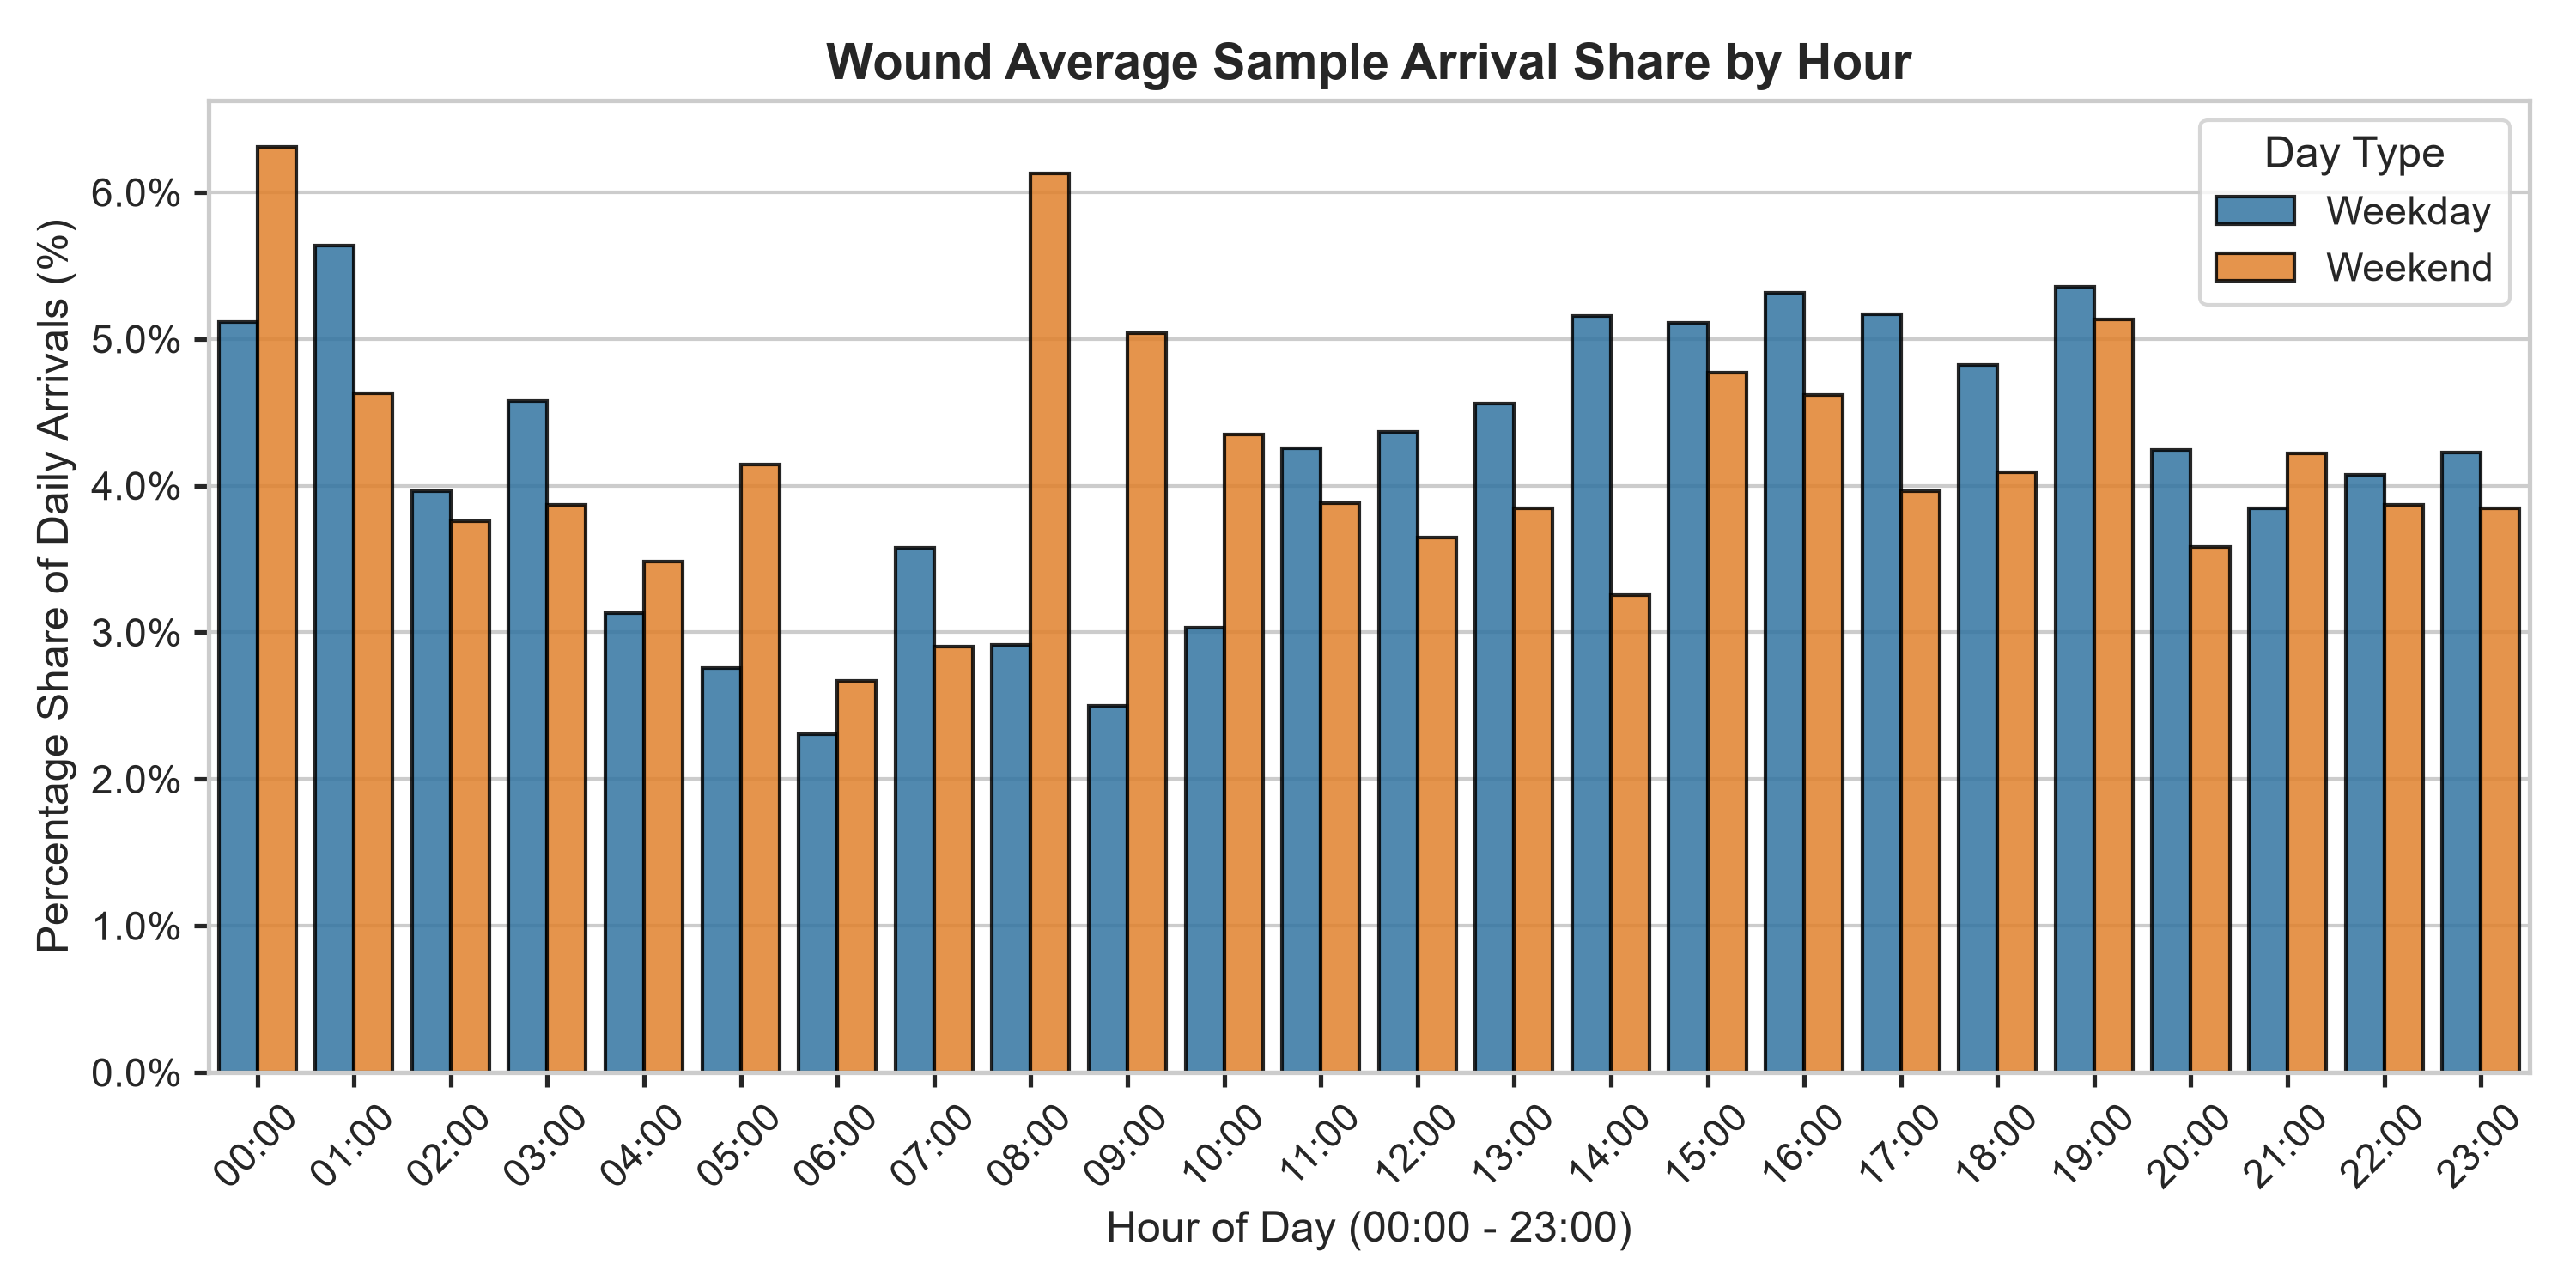 Wound Average Sample Arrival Share by Hour
Percentage Share of Daily Arrivals (%)
6.0%
5.0%
4.0%
3.0%
2.0%
1.0%
0.0%
Day Type
Weekday
Weekend
00:00 01:00 02:00 03:00 04:00 05:00 06:00 07:00 08:00 09:00 10:00 11:00 12:00 13:00 14:00 15:00 16:00 17:00 18:00 19:00 20:00 21:00 22:00 23:00
Hour of Day (00:00 - 23:00)